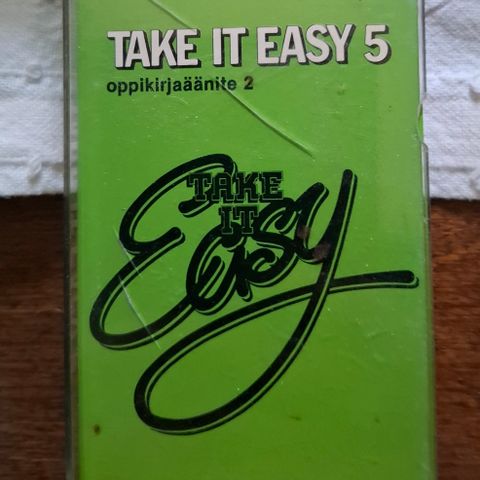 TAKE IT EASY 5
oppikirjaäänite 2
TAKE
IT
Easy